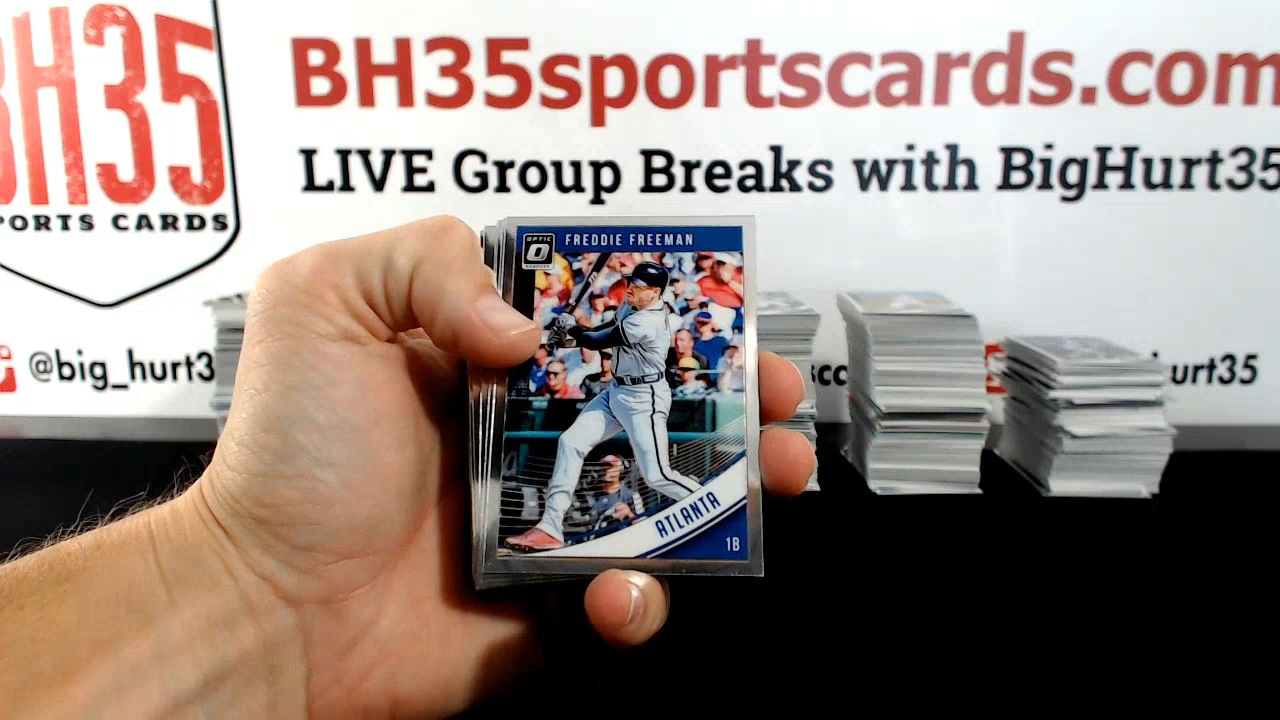 BH35
SPORTS CARDS
BH35sportscards.com
LIVE Group Breaks with BigHurt35
@big_hurt3
urt35
OPTIC
FREDDIE FREEMAN
ATLANTA
1B